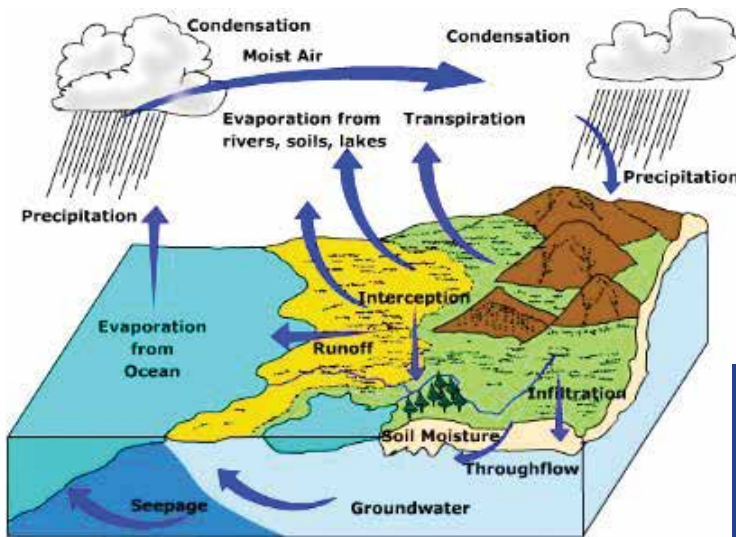 Condensation
Condensation
Moist Air
Evaporation from
rivers, soils, lakes
Transpiration
Precipitation
Precipitation
Interception
Evaporation
from
Ocean
Runoff
Infiltration
Soil Moisture
Throughflow
Seepage
Groundwater